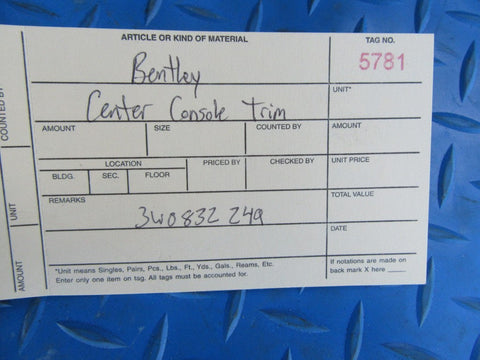 ARTICLE OR KIND OF MATERIAL
TAG NO.
Bentley
5781
Center Console Trim
UNIT*
AMOUNT SIZE COUNTED BY AMOUNT
LOCATION PRICED BY CHECKED BY UNIT PRICE
BLDG. SEC. FLOOR
REMARKS
TOTAL VALUE
3W0832 249
DATE
*Unit means Singles, Pairs, Pcs., Lbs., Ft., Yds., Gals., Reams, Etc.
Enter only one item on tsg. All tags must be accounted for.
If notations are made on
back mark X here
COUNTED BY
UNIT
AMOUNT